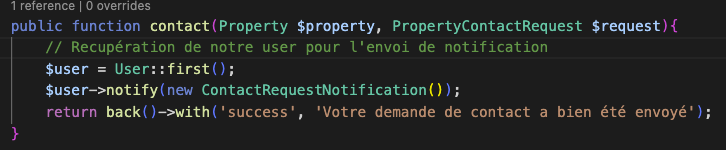 1 reference | 0 overrides
public function contact(Property $property, PropertyContactRequest $request){
// Recupération de notre user pour l'envoi de notification
$user = User::first();
$user->notify(new ContactRequestNotification());
return back()->with('success', 'Votre demande de contact a bien été envoyé');
}